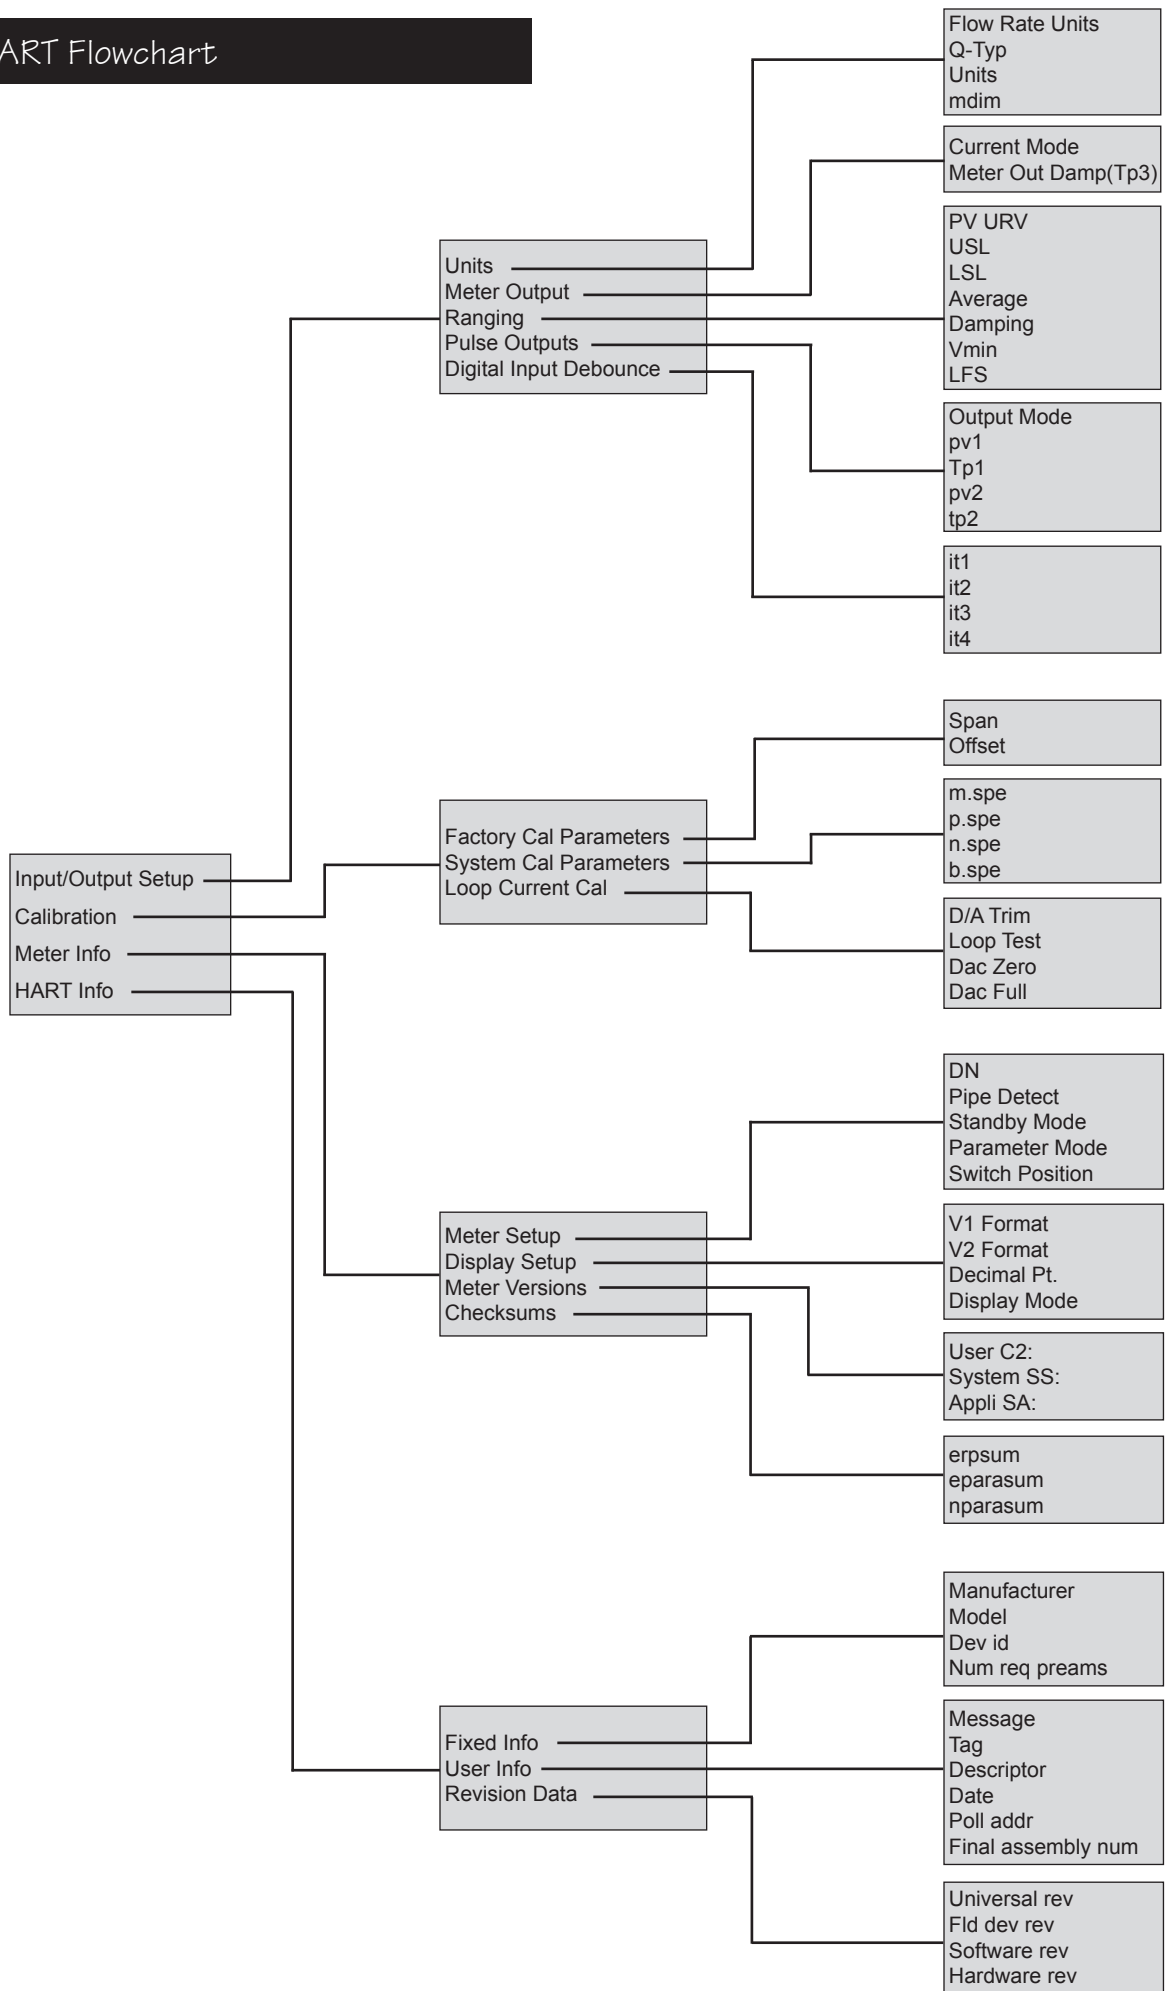 ART Flowchart
Input/Output Setup
Calibration
Meter Info
HART Info
Units
Meter Output
Ranging
Pulse Outputs
Digital Input Debounce
Flow Rate Units
Q-Typ
Units
mdim
Current Mode
Meter Out Damp(Tp3)
PV URV
USL
LSL
Average
Damping
Vmin
LFS
Output Mode
pv1
Tp1
pv2
tp2
it1
it2
it3
it4
Factory Cal Parameters
System Cal Parameters
Loop Current Cal
Span
Offset
m.spe
p.spe
n.spe
b.spe
D/A Trim
Loop Test
Dac Zero
Dac Full
Meter Setup
Display Setup
Meter Versions
Checksums
DN
Pipe Detect
Standby Mode
Parameter Mode
Switch Position
V1 Format
V2 Format
Decimal Pt.
Display Mode
User C2:
System SS:
Appli SA:
erpsum
eparasum
nparasum
Fixed Info
User Info
Revision Data
Manufacturer
Model
Dev id
Num req preams
Message
Tag
Descriptor
Date
Poll addr
Final assembly num
Universal rev
Fld dev rev
Software rev
Hardware rev